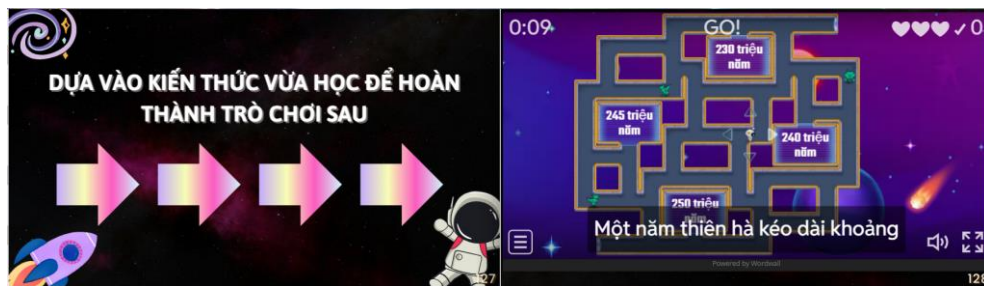 DỰA VÀO KIẾN THỨC VỪA HỌC ĐỂ HOÀN
THÀNH TRÒ CHƠI SAU
127
0:09
GO!
✓ 0
230 triệu
năm
245 triệu
năm
240 triệu
năm
250 triệu
năm
Một năm thiên hà kéo dài khoảng
Powered by Wordwall
128